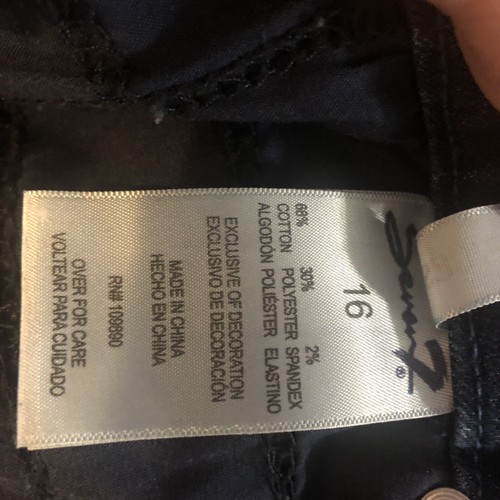 Seven7®
16
68% 30% 2%
COTTON POLYESTER SPANDEX
ALGODÓN POLIÉSTER ELASTINO
EXCLUSIVE OF DECORATION
EXCLUSIVO DE DECORACIÓN
MADE IN CHINA
HECHO EN CHINA
RN# 109690
OVER FOR CARE
VOLTEAR PARA CUIDADO